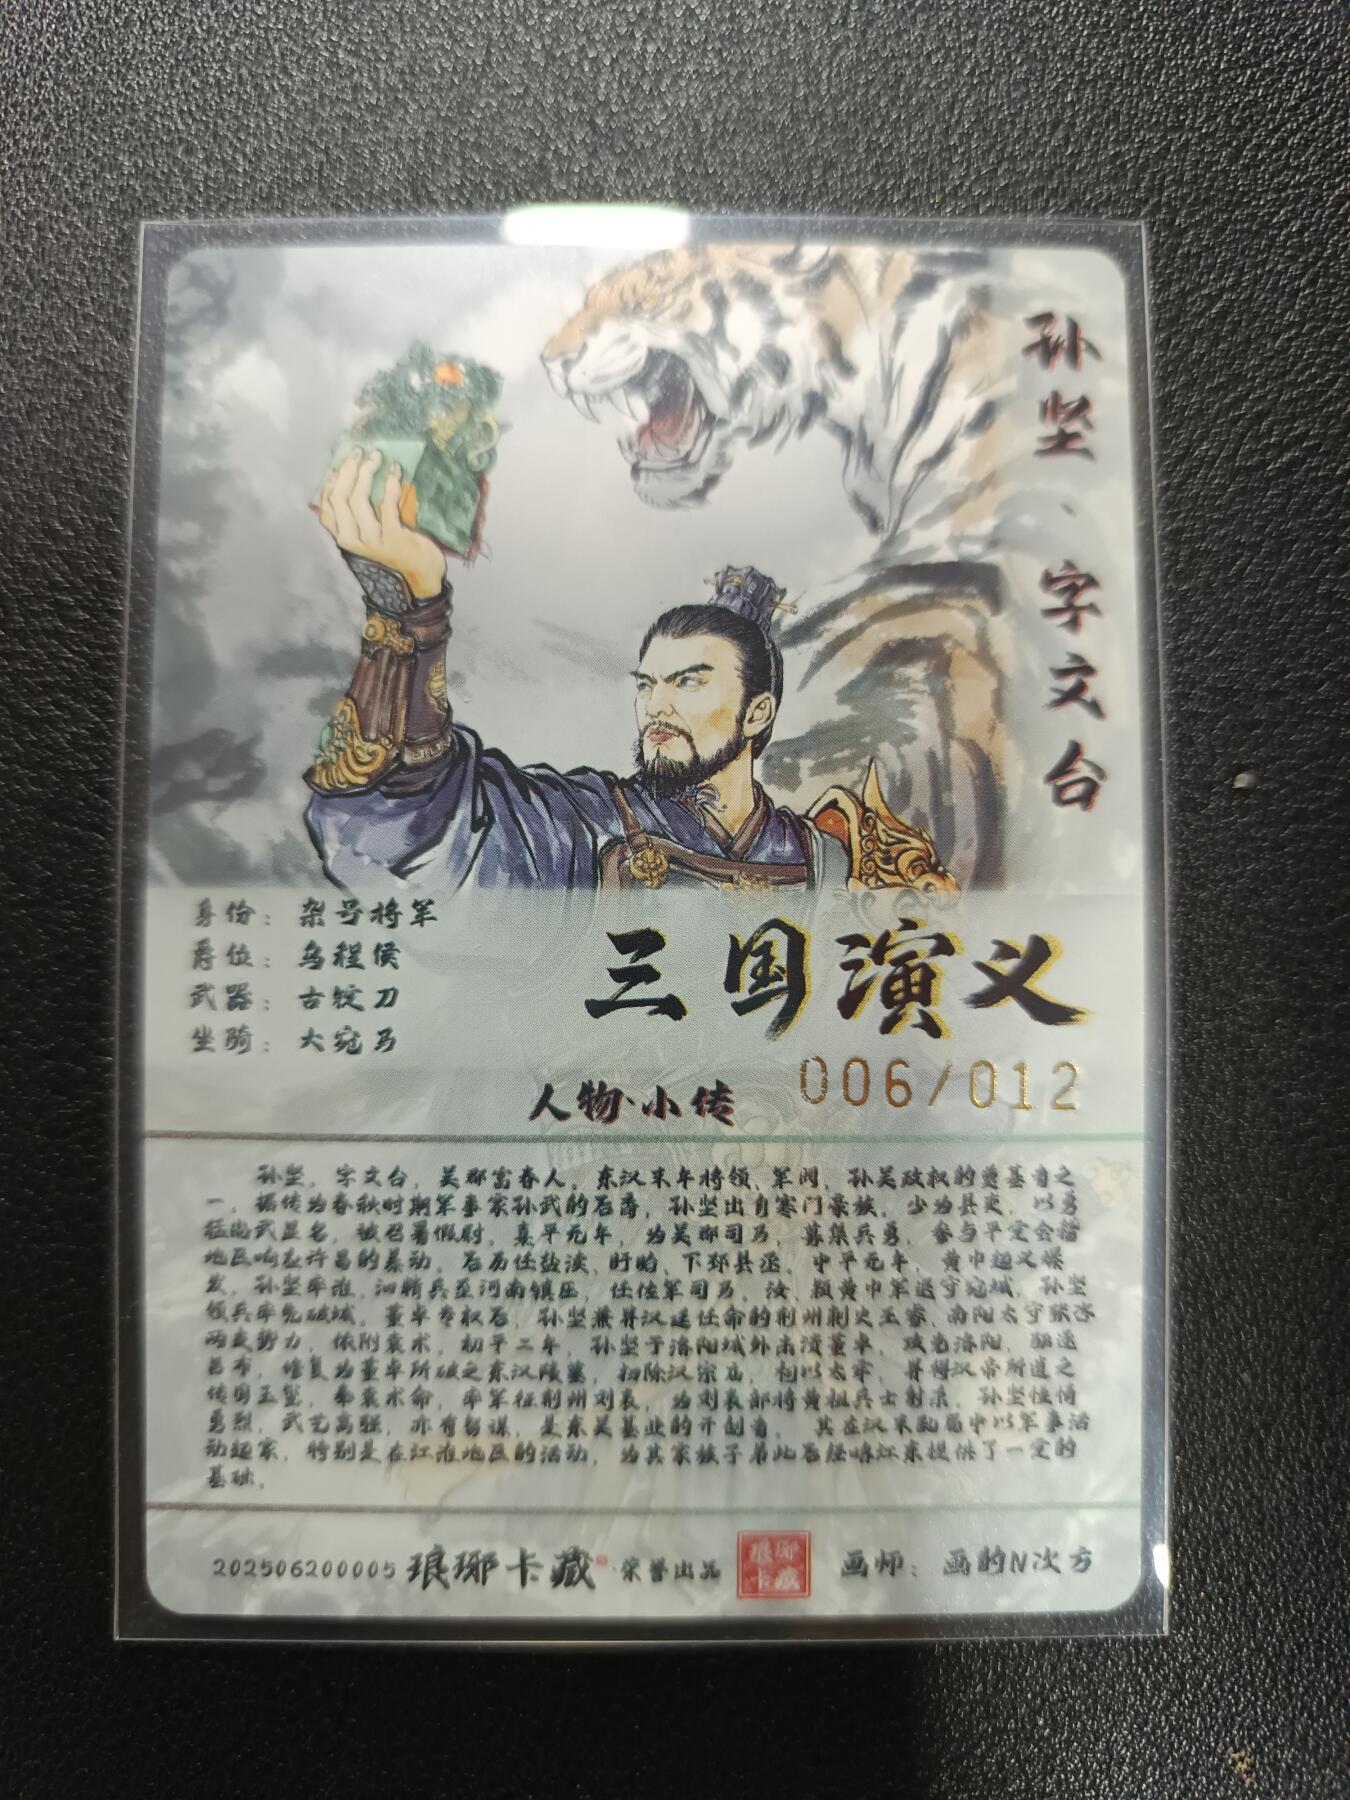 孙坚、字文台
身份：杂号将军
爵位：乌程侯
武器：古锭刀
坐骑：大宛马
三国演义
006/012
人物·小传
孙坚，字文台，吴郡富春人。东汉末年将领、军阀，孙吴政权的奠基者之
一。据传为春秋时期军事家孙武的后裔，孙坚出自寒门豪族。少为县吏，以勇
猛尚武显名，被召署假尉。熹平元年，为吴郡司马，募集兵勇，参与平定会稽
地区响应许昌的暴动。后历任盐渎、盱眙、下邳县丞。中平元年，黄巾起义爆
发，孙坚率淮、泗精兵至河南镇压，任佐军司马。汝、颍黄巾军退守宛城，孙坚
领兵率先破城。董卓专权后，孙坚兼并汉廷任命的荆州刺史王睿、南阳太守张咨
两支势力，依附袁术。初平二年，孙坚于洛阳城外击溃董卓，攻克洛阳，驱逐
吕布，修复为董卓所破之东汉陵墓，扫除汉宗庙，祠以太牢，并得汉帝所遗之
传国玉玺。奉袁术命，率军征荆州刘表，为刘表部将黄祖兵士射杀。孙坚性情
勇烈，武艺高强，亦有智谋，是东吴基业的开创者。其在汉末乱局中以军事活
动起家，特别是在江淮地区的活动，为其家族子弟此后经略江东提供了一定的
基础。
202506200005 琅琊卡藏 荣誉出品 琅琊卡藏 画师：画的N次方